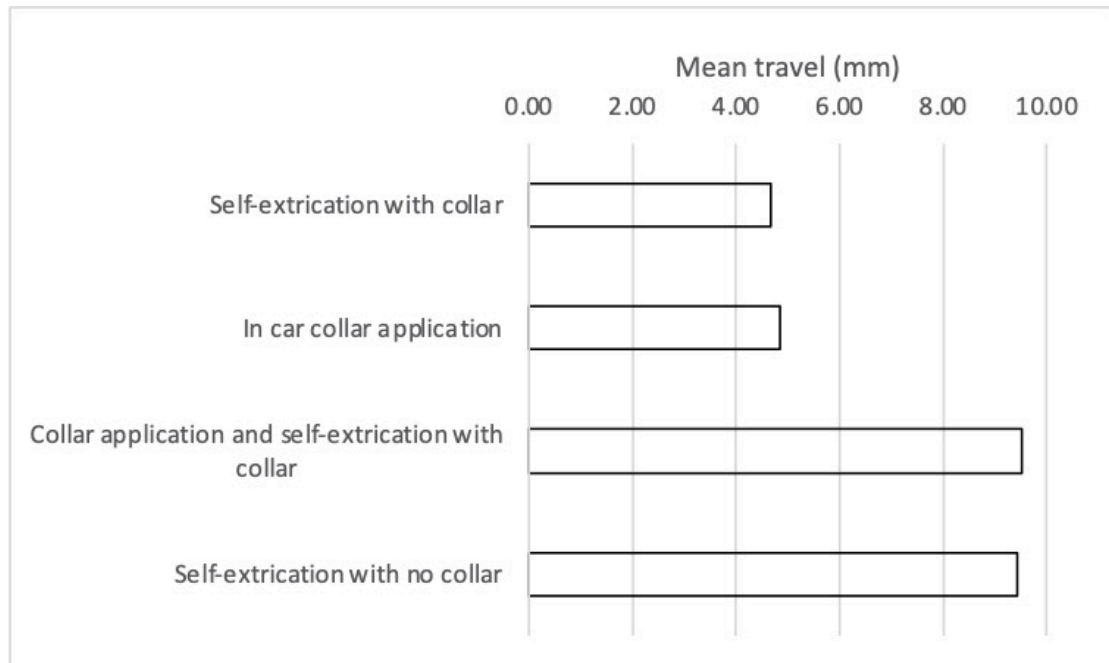 Mean travel (mm)
0.00 2.00 4.00 6.00 8.00 10.00
Self-extrication with collar
In car collar application
Collar application and self-extrication with
collar
Self-extrication with no collar